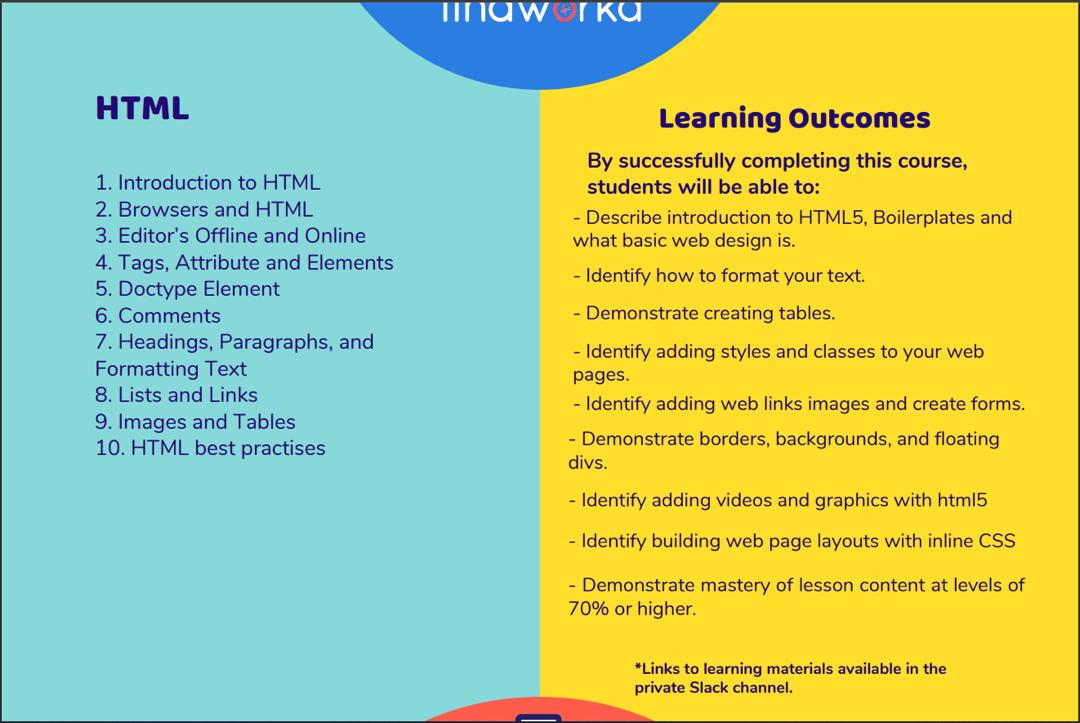 findworka
HTML
1. Introduction to HTML
2. Browsers and HTML
3. Editor's Offline and Online
4. Tags, Attribute and Elements
5. Doctype Element
6. Comments
7. Headings, Paragraphs, and
Formatting Text
8. Lists and Links
9. Images and Tables
10. HTML best practises
Learning Outcomes
By successfully completing this course,
students will be able to:
- Describe introduction to HTML5, Boilerplates and
what basic web design is.
- Identify how to format your text.
- Demonstrate creating tables.
- Identify adding styles and classes to your web
pages.
- Identify adding web links images and create forms.
- Demonstrate borders, backgrounds, and floating
divs.
- Identify adding videos and graphics with html5
- Identify building web page layouts with inline CSS
- Demonstrate mastery of lesson content at levels of
70% or higher.
*Links to learning materials available in the
private Slack channel.